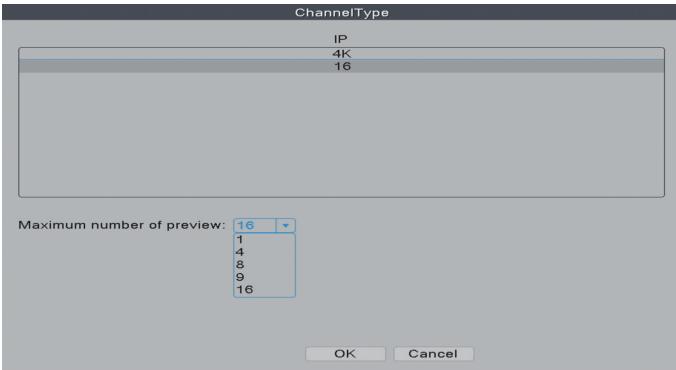 ChannelType
IP
4K
16
Maximum number of preview: 16
1
4
8
9
16
OK Cancel